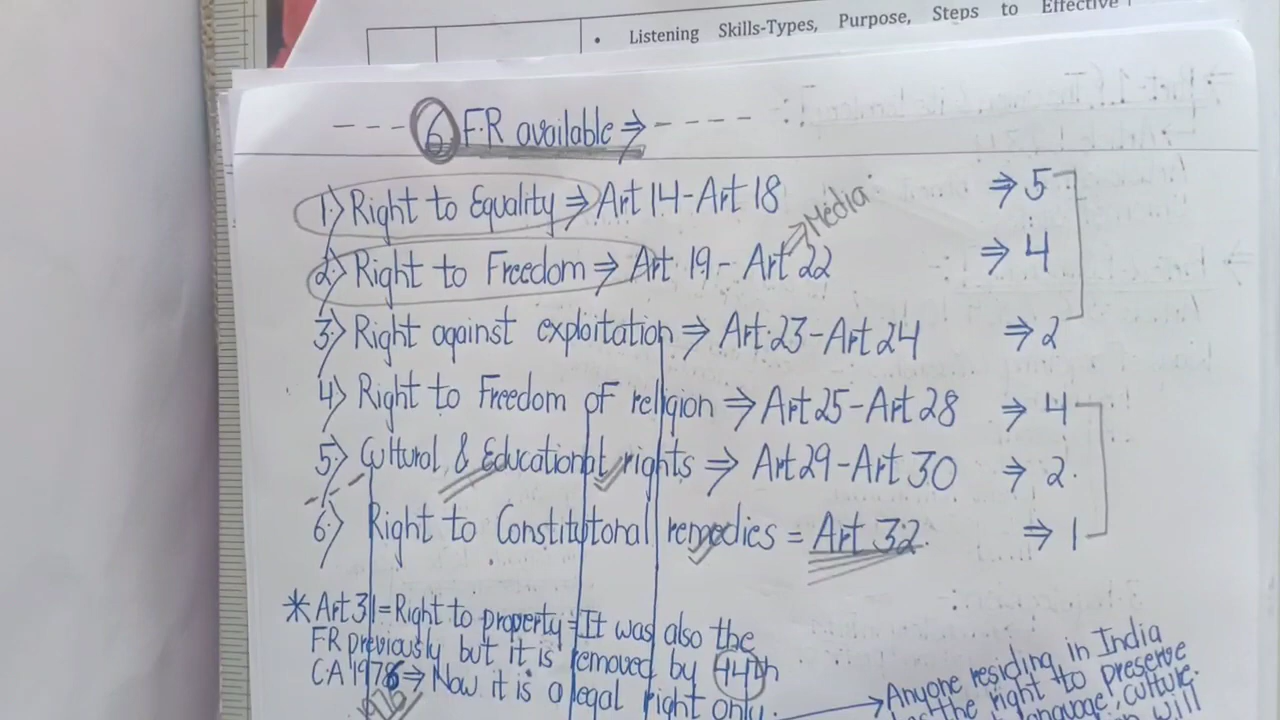 • Listening Skills-Types, Purpose, Steps to Effective
---6 F.R available ⇒----
1) Right to Equality ⇒ Art 14-Art 18 ⇒ 5
Media
2) Right to Freedom ⇒ Art 19 - Art 22 ⇒ 4
3) Right against exploitation ⇒ Art.23-Art 24 ⇒ 2
4) Right to Freedom of religion ⇒ Art 25-Art 28 ⇒ 4
5) Cultural & Educational rights ⇒ Art 29-Art 30 ⇒ 2.
6) Right to Constitutonal remedies = Art 32. ⇒ 1
* Art 31 = Right to property = It was also the
FR previously but it is removed by 44th
CA 1978 ⇒ Now it is a legal right only.
→ Anyone residing in India
the right to preserve
language, culture.
will